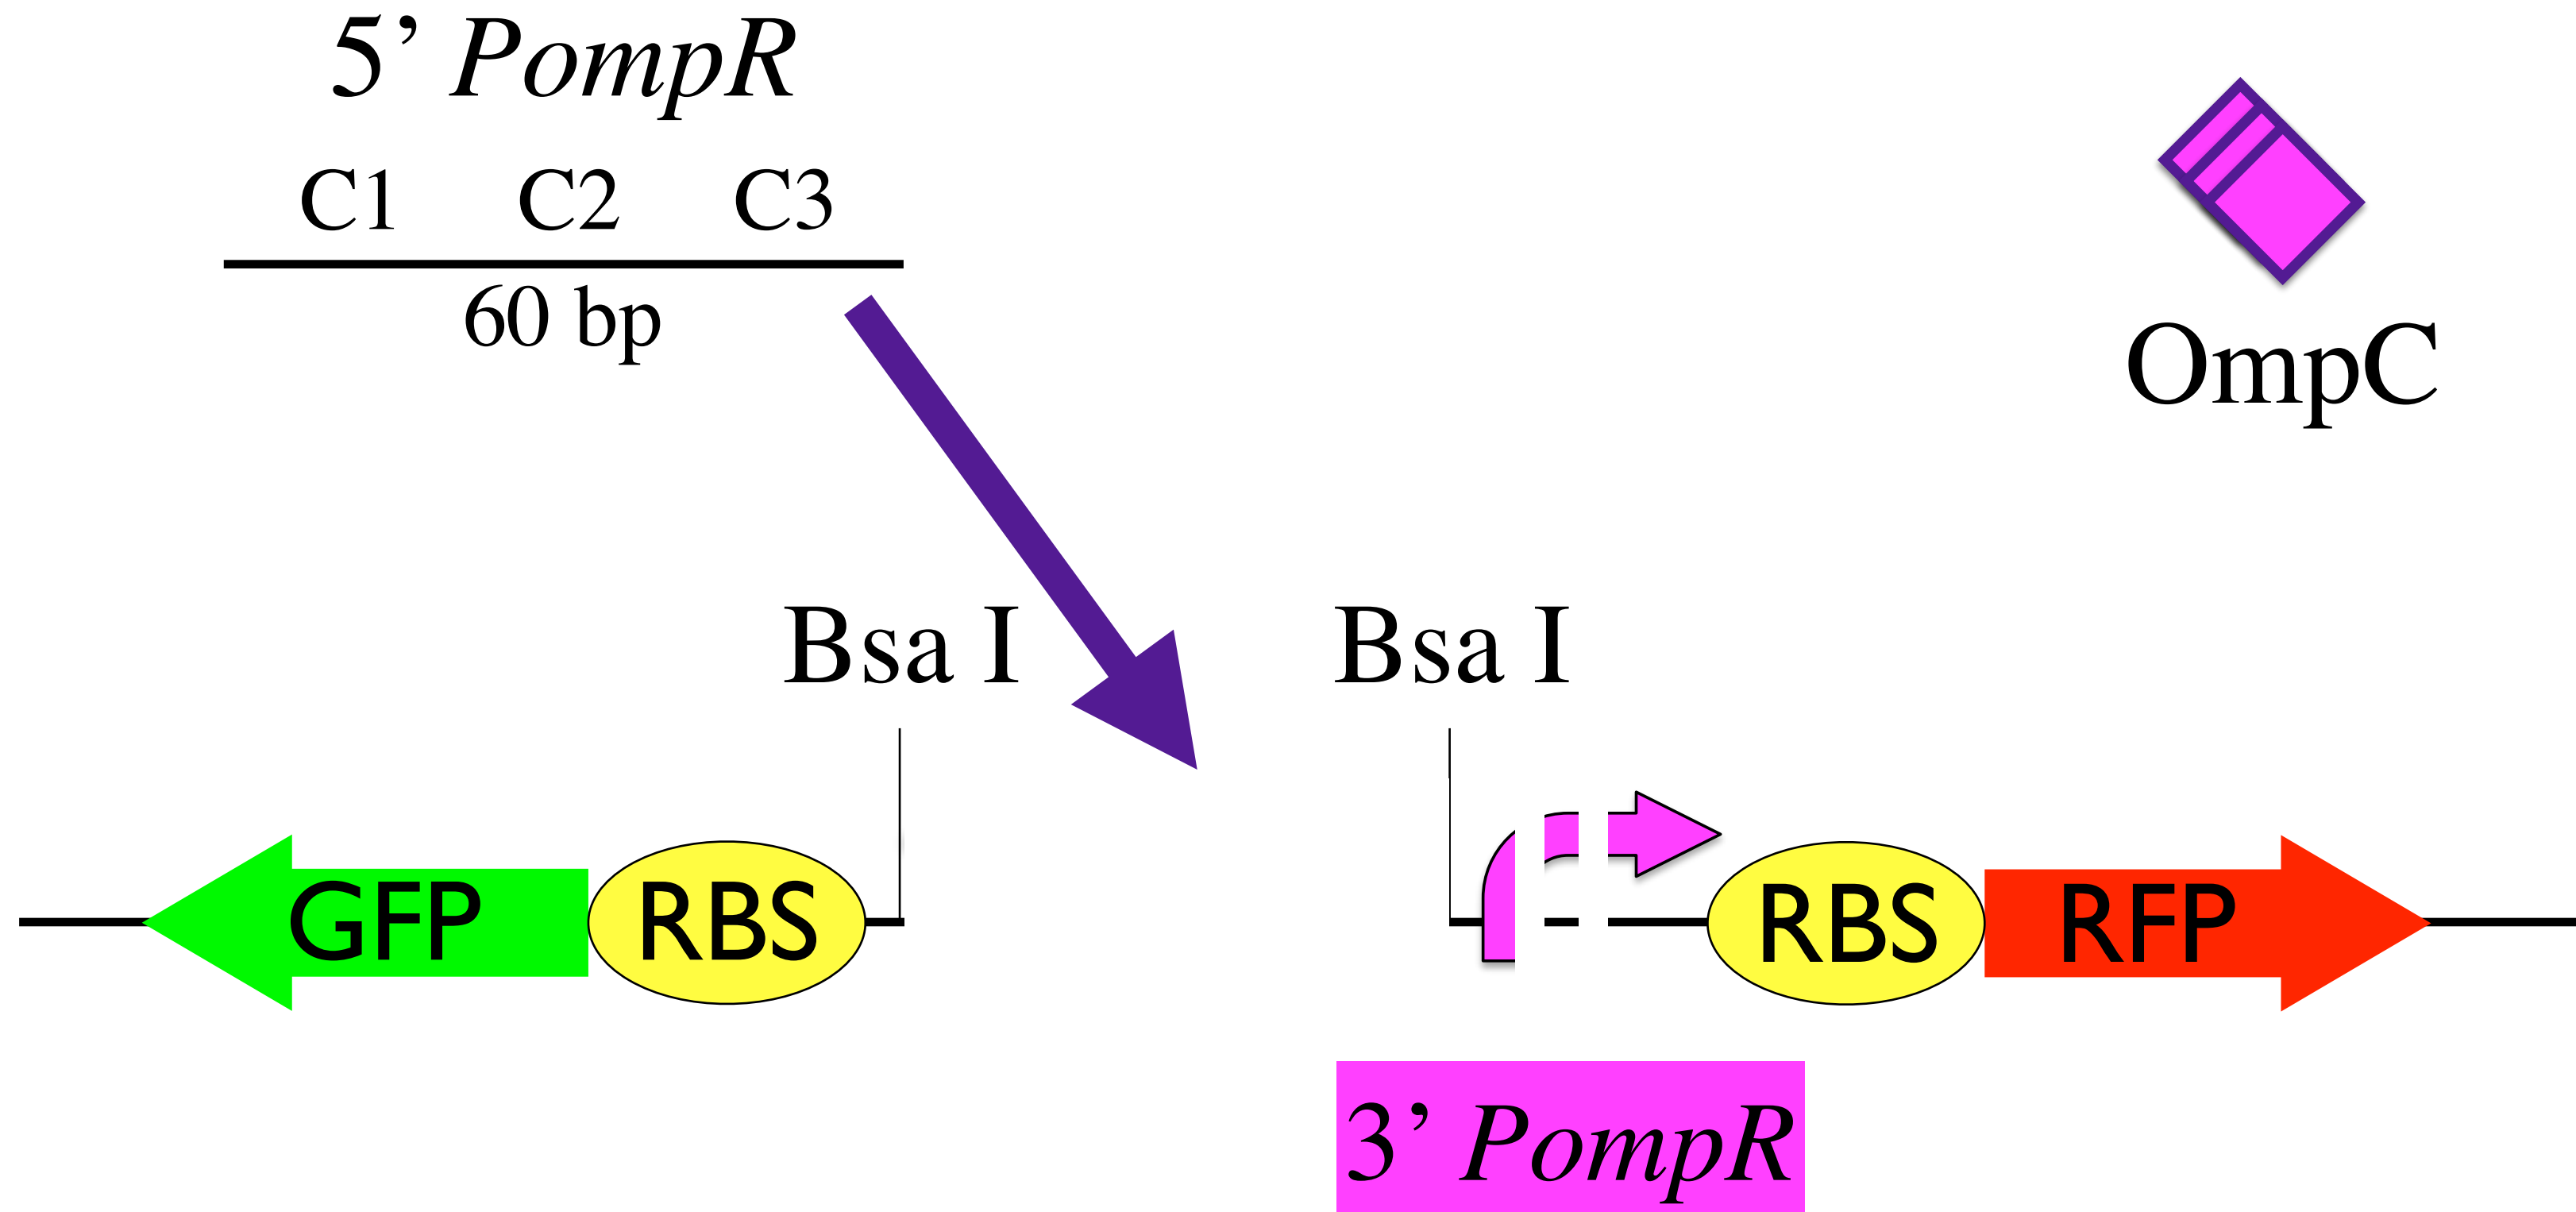 5’ PompR
C1 C2 C3
60 bp
OmpC
Bsa I
Bsa I
GFP
RBS
RBS
RFP
3’ PompR